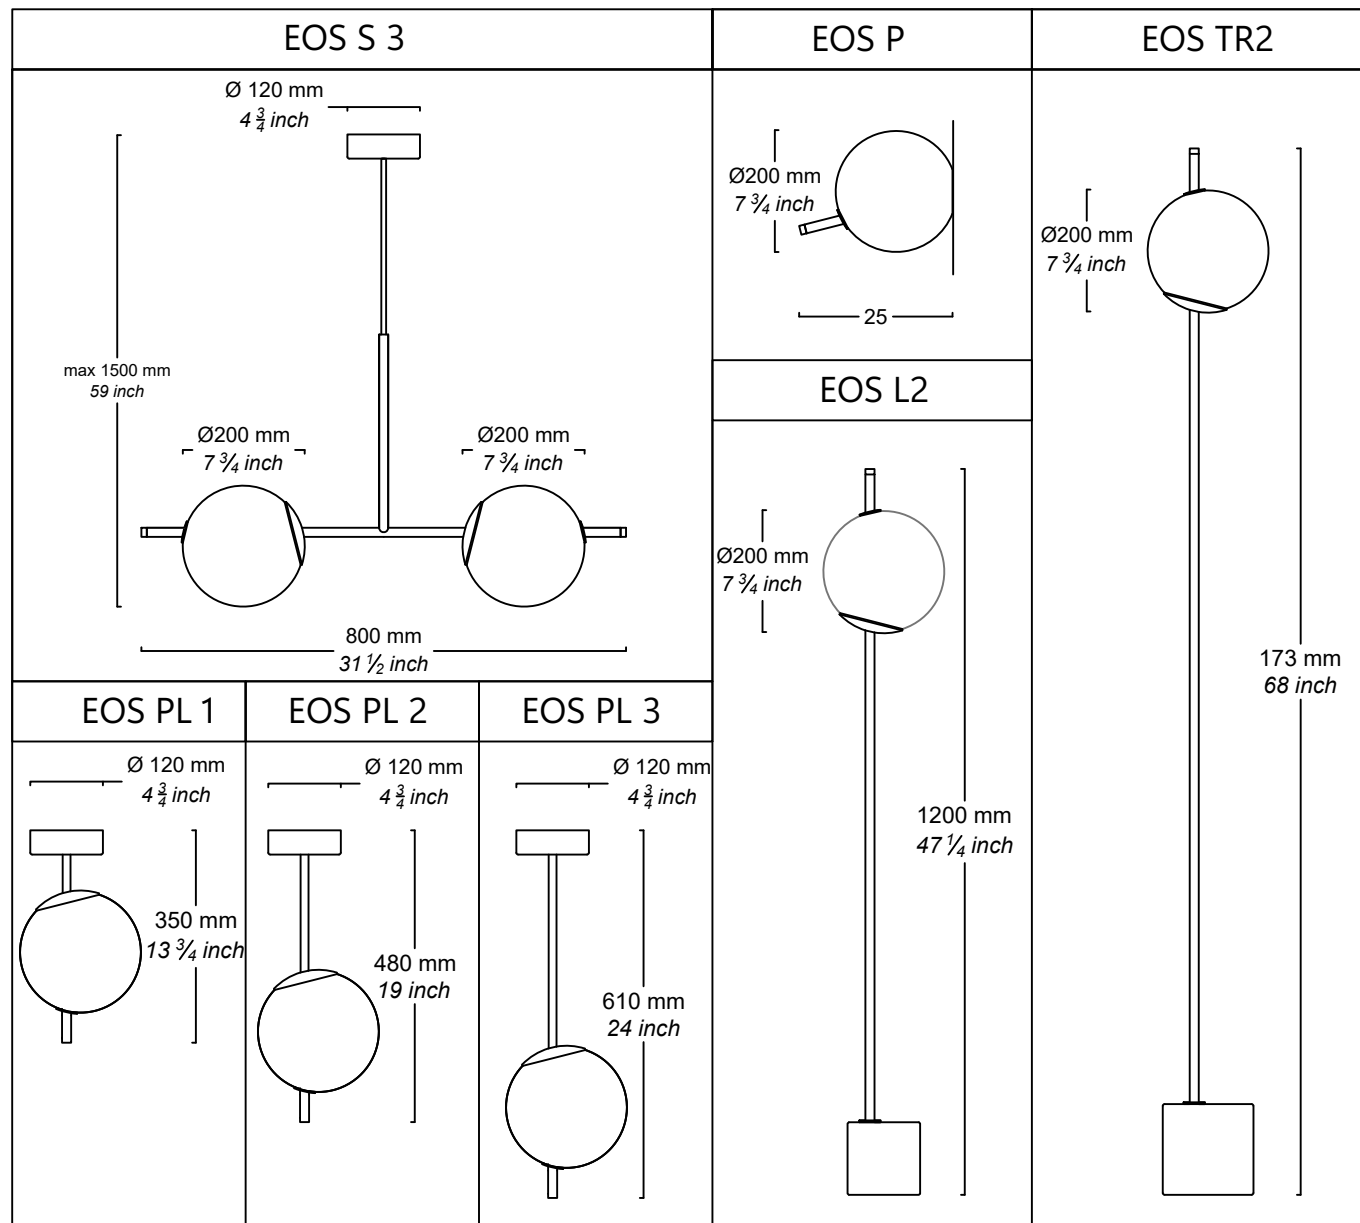 EOS S 3
Ø 120 mm
4 3/4 inch
max 1500 mm
59 inch
Ø200 mm
7 3/4 inch
Ø200 mm
7 3/4 inch
800 mm
31 1/2 inch
EOS P
Ø200 mm
7 3/4 inch
25
EOS TR2
Ø200 mm
7 3/4 inch
173 mm
68 inch
EOS L2
Ø200 mm
7 3/4 inch
1200 mm
47 1/4 inch
EOS PL 1
Ø 120 mm
4 3/4 inch
350 mm
13 3/4 inch
EOS PL 2
Ø 120 mm
4 3/4 inch
480 mm
19 inch
EOS PL 3
Ø 120 mm
4 3/4 inch
610 mm
24 inch